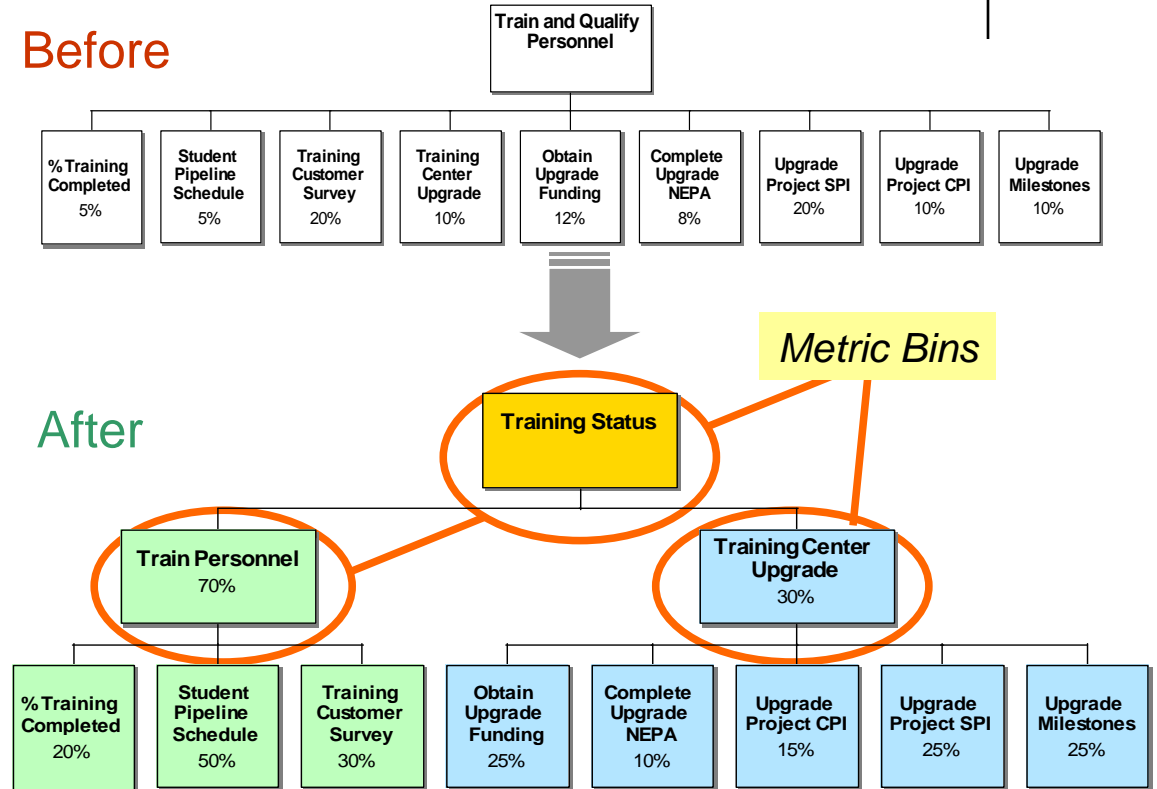 Before
Train and Qualify
Personnel
% Training
Completed
5%
Student
Pipeline
Schedule
5%
Training
Customer
Survey
20%
Training
Center
Upgrade
10%
Obtain
Upgrade
Funding
12%
Complete
Upgrade
NEPA
8%
Upgrade
Project SPI
20%
Upgrade
Project CPI
10%
Upgrade
Milestones
10%
Metric Bins
After
Training Status
Train Personnel
70%
Training Center
Upgrade
30%
% Training
Completed
20%
Student
Pipeline
Schedule
50%
Training
Customer
Survey
30%
Obtain
Upgrade
Funding
25%
Complete
Upgrade
NEPA
10%
Upgrade
Project CPI
15%
Upgrade
Project SPI
25%
Upgrade
Milestones
25%